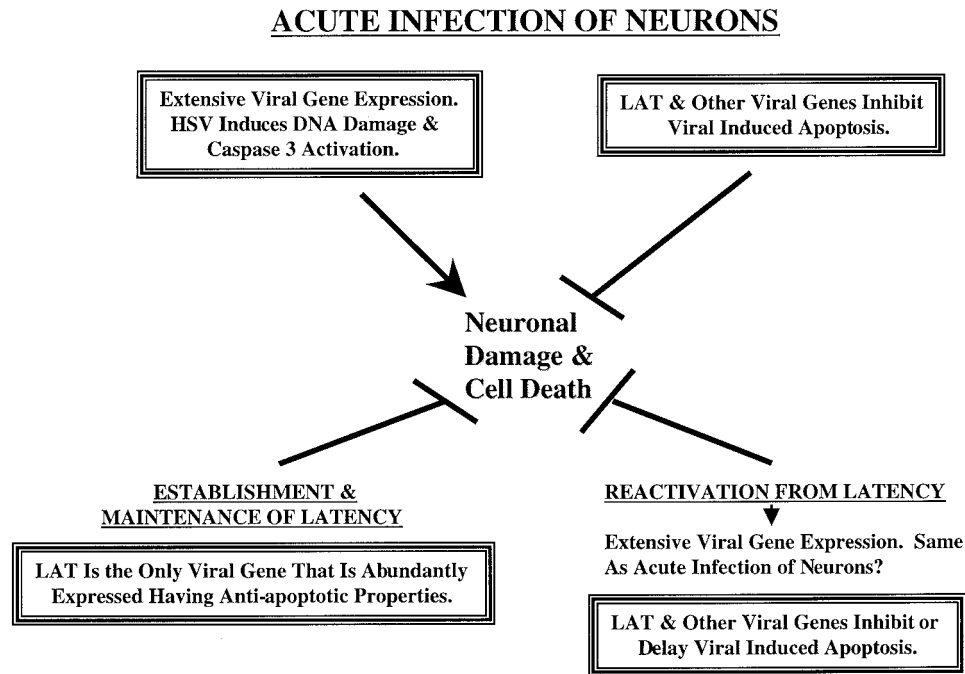 ACUTE INFECTION OF NEURONS
Extensive Viral Gene Expression.
HSV Induces DNA Damage &
Caspase 3 Activation.
LAT & Other Viral Genes Inhibit
Viral Induced Apoptosis.
Neuronal
Damage &
Cell Death
ESTABLISHMENT &
MAINTENANCE OF LATENCY
LAT Is the Only Viral Gene That Is Abundantly
Expressed Having Anti-apoptotic Properties.
REACTIVATION FROM LATENCY
Extensive Viral Gene Expression. Same
As Acute Infection of Neurons?
LAT & Other Viral Genes Inhibit or
Delay Viral Induced Apoptosis.